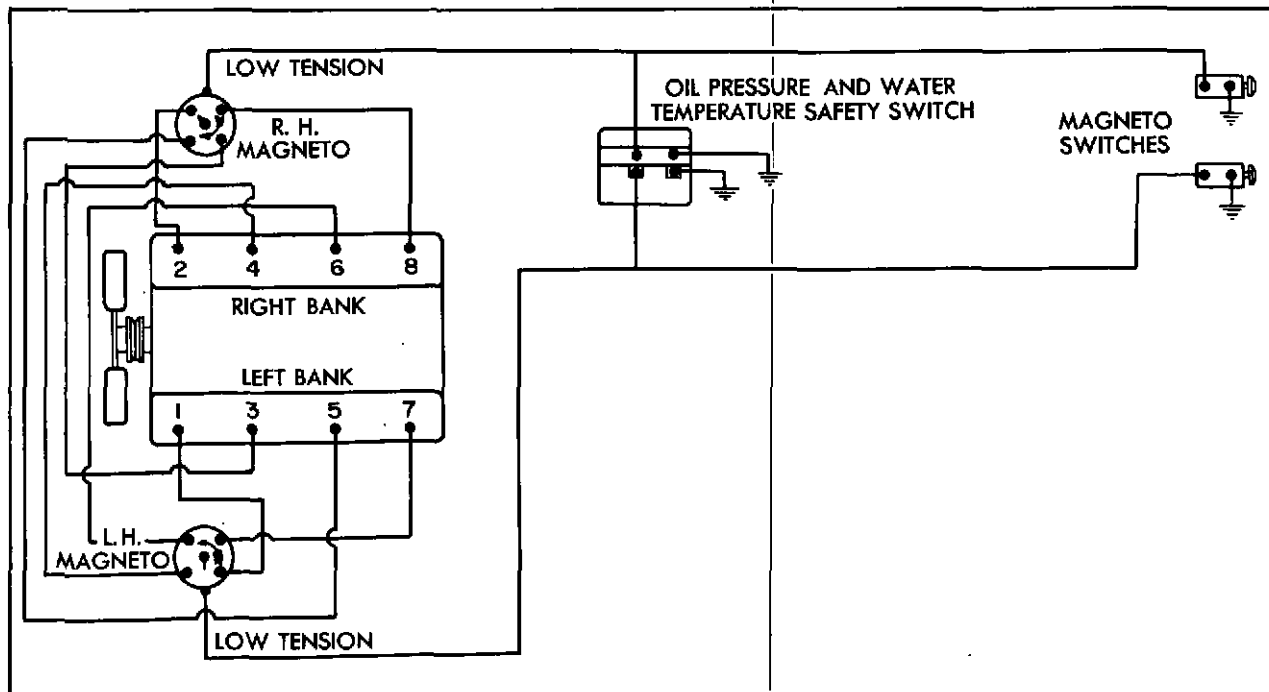 LOW TENSION
R. H.
MAGNETO
OIL PRESSURE AND WATER
TEMPERATURE SAFETY SWITCH
MAGNETO
SWITCHES
2 4 6 8
RIGHT BANK
LEFT BANK
1 3 5 7
L.H.
MAGNETO
LOW TENSION